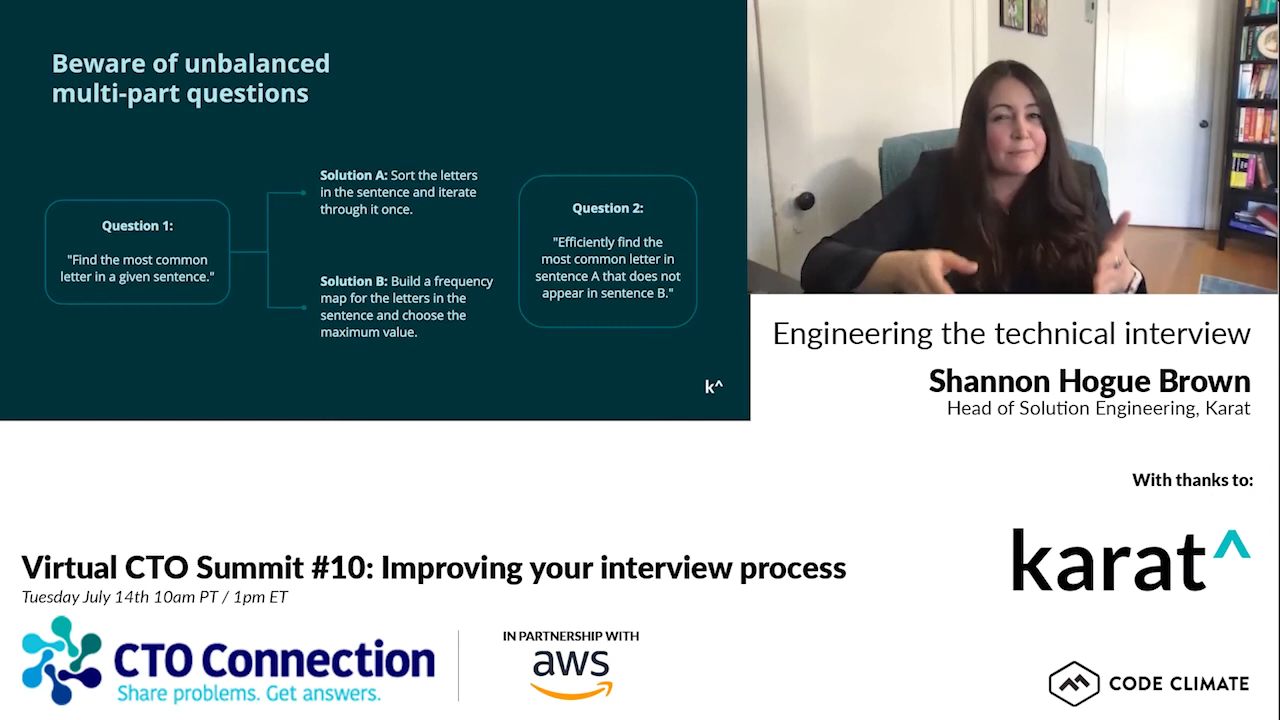 Beware of unbalanced
multi-part questions
Question 1:
"Find the most common
letter in a given sentence."
Solution A: Sort the letters
in the sentence and iterate
through it once.
Solution B: Build a frequency
map for the letters in the
sentence and choose the
maximum value.
Question 2:
"Efficiently find the
most common letter in
sentence A that does not
appear in sentence B."
k^
Engineering the technical interview
Shannon Hogue Brown
Head of Solution Engineering, Karat
With thanks to:
karat^
Virtual CTO Summit #10: Improving your interview process
Tuesday July 14th 10am PT / 1pm ET
CTO Connection
Share problems. Get answers.
IN PARTNERSHIP WITH
aws
CODE CLIMATE